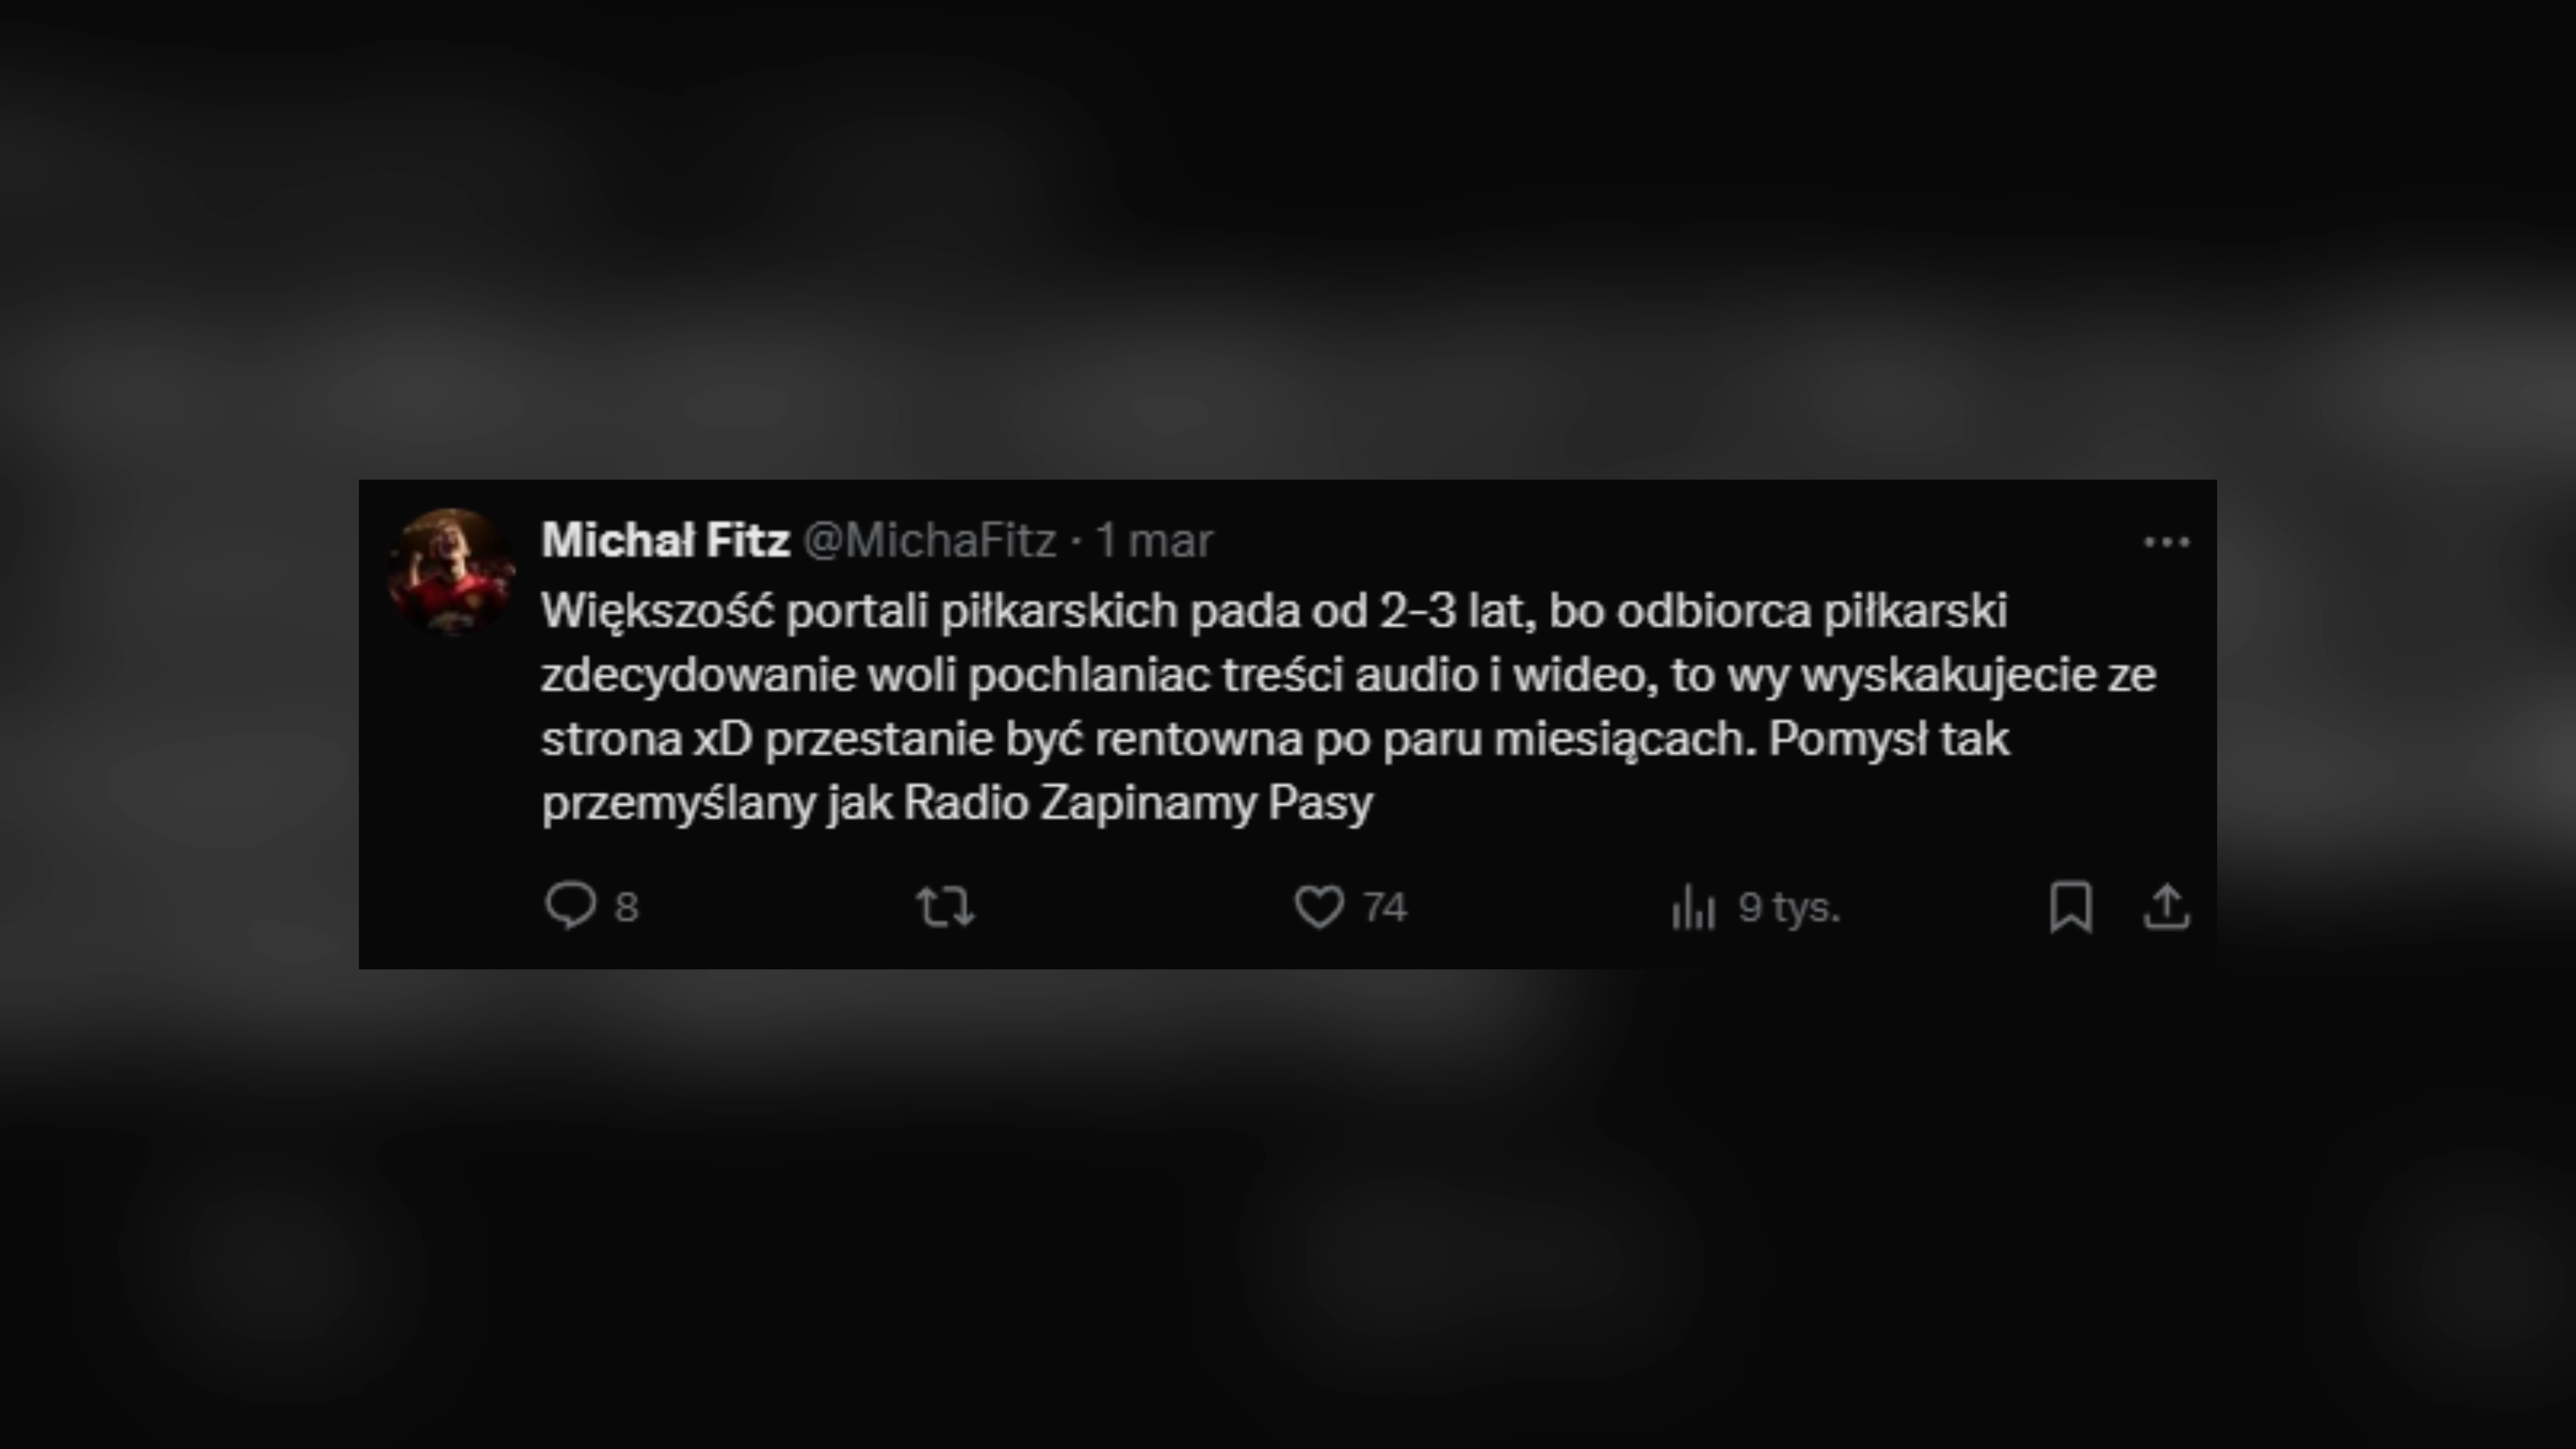 Michał Fitz @MichaFitz · 1 mar
Większość portali piłkarskich pada od 2-3 lat, bo odbiorca piłkarski
zdecydowanie woli pochlaniac treści audio i wideo, to wy wyskakujecie ze
strona xD przestanie być rentowna po paru miesiącach. Pomysł tak
przemyślany jak Radio Zapinamy Pasy
8 74 9 tys.